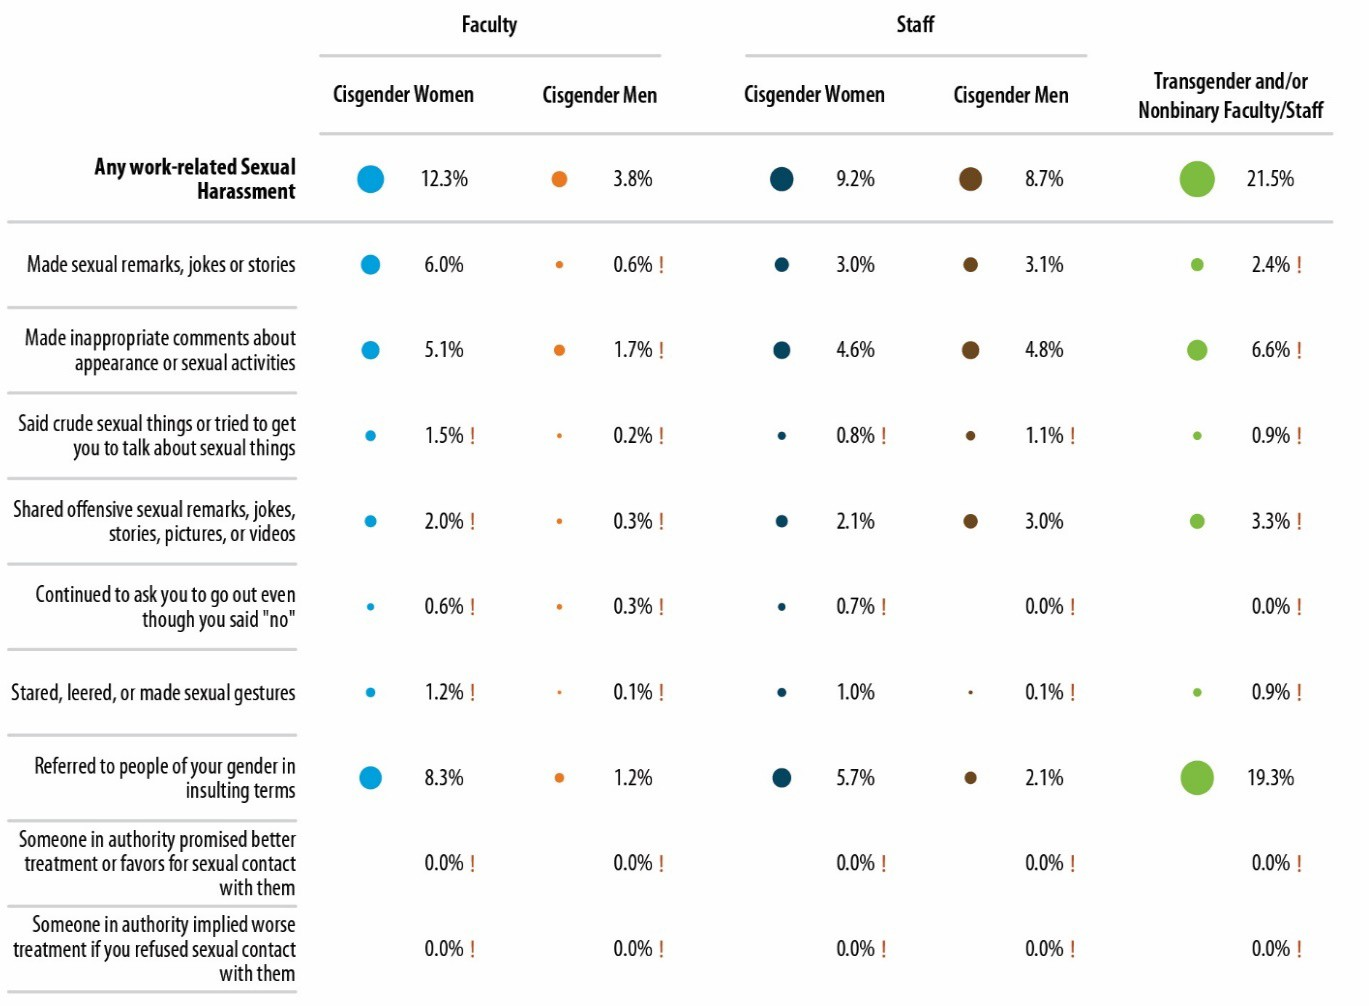 Faculty
Staff
Cisgender Women
Cisgender Men
Cisgender Women
Cisgender Men
Transgender and/or
Nonbinary Faculty/Staff
Any work-related Sexual
Harassment
12.3%
3.8%
9.2%
8.7%
21.5%
Made sexual remarks, jokes or stories
6.0%
0.6% !
3.0%
3.1%
2.4% !
Made inappropriate comments about
appearance or sexual activities
5.1%
1.7% !
4.6%
4.8%
6.6% !
Said crude sexual things or tried to get
you to talk about sexual things
1.5% !
0.2% !
0.8% !
1.1% !
0.9% !
Shared offensive sexual remarks, jokes,
stories, pictures, or videos
2.0% !
0.3% !
2.1%
3.0%
3.3% !
Continued to ask you to go out even
though you said "no"
0.6% !
0.3% !
0.7% !
0.0% !
0.0% !
Stared, leered, or made sexual gestures
1.2% !
0.1% !
1.0%
0.1% !
0.9% !
Referred to people of your gender in
insulting terms
8.3%
1.2%
5.7%
2.1%
19.3%
Someone in authority promised better
treatment or favors for sexual contact
with them
0.0% !
0.0% !
0.0% !
0.0% !
0.0% !
Someone in authority implied worse
treatment if you refused sexual contact
with them
0.0% !
0.0% !
0.0% !
0.0% !
0.0% !